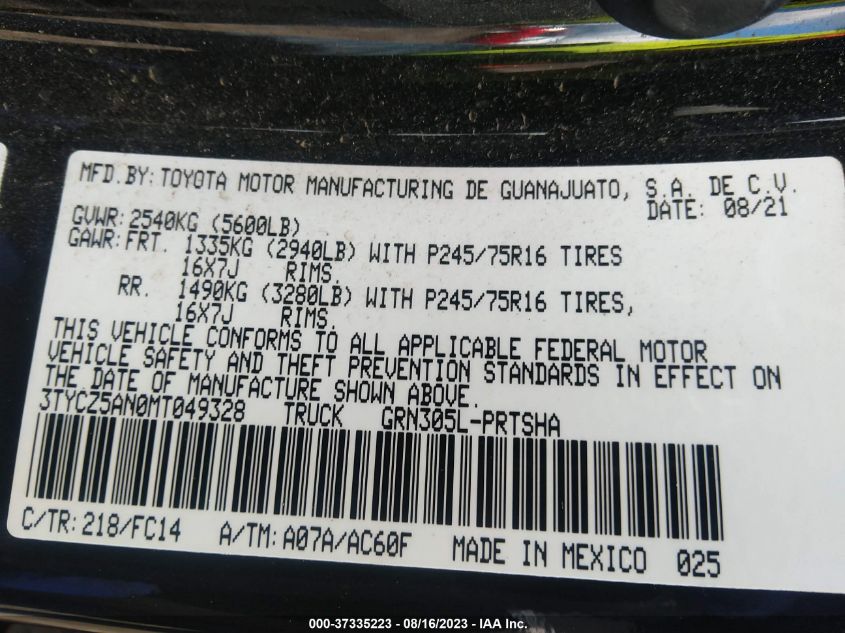 MFD.BY: TOYOTA MOTOR MANUFACTURING DE GUANAJUATO, S.A. DE C.V.
DATE: 08/21
GVWR: 2540KG (5600LB)
GAWR: FRT. 1335KG (2940LB) WITH P245/75R16 TIRES
16X7J RIMS.
RR. 1490KG (3280LB) WITH P245/75R16 TIRES,
16X7J RIMS.
THIS VEHICLE CONFORMS TO ALL APPLICABLE FEDERAL MOTOR
VEHICLE SAFETY AND THEFT PREVENTION STANDARDS IN EFFECT ON
THE DATE OF MANUFACTURE SHOWN ABOVE.
3TYCZ5AN0MT049328 TRUCK GRN305L-PRTSHA
C/TR: 218/FC14 A/TM: A07A/AC60F MADE IN MEXICO 025
000-37335223 - 08/16/2023 - IAAI.com